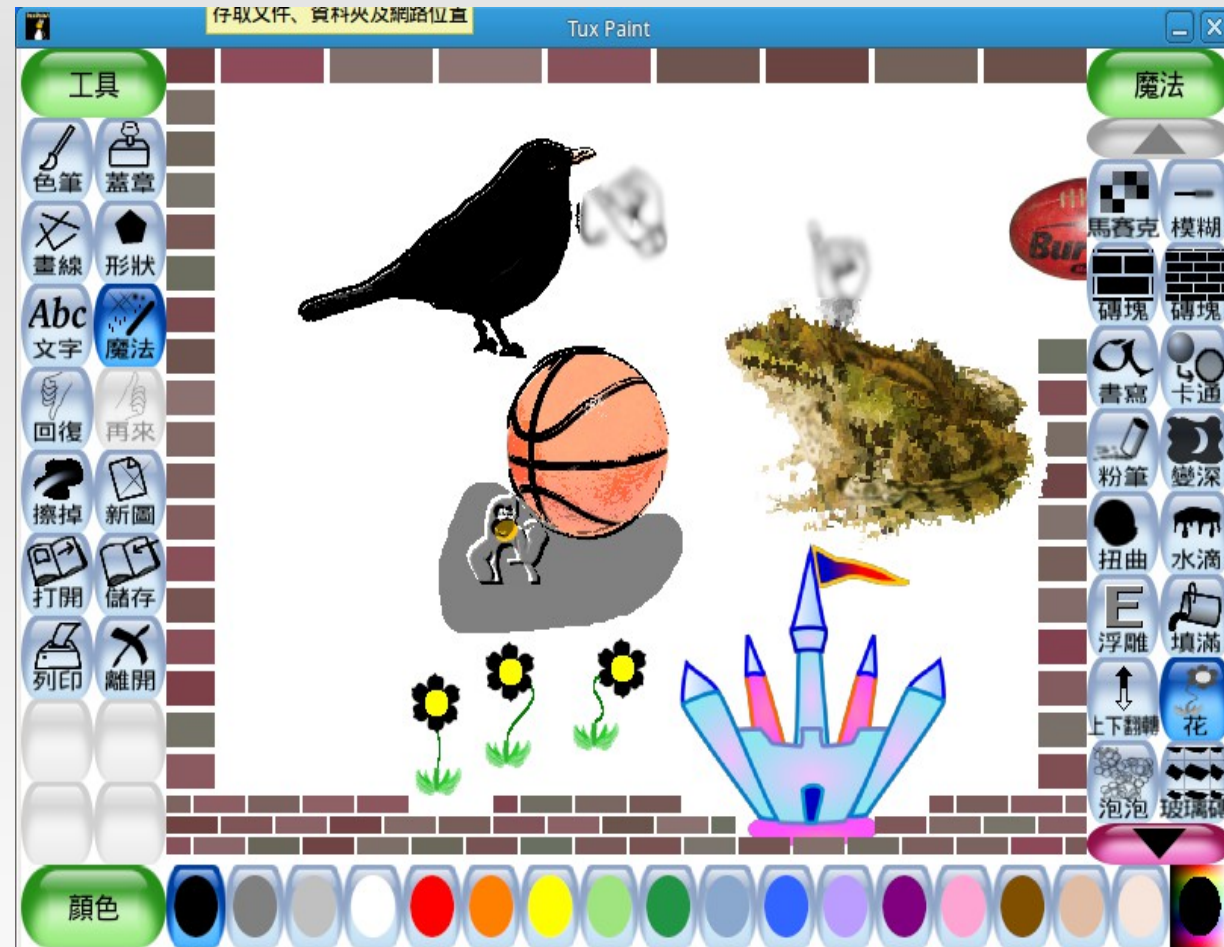 存取文件、資料夾及網路位置
Tux Paint
工具
魔法
色筆 蓋章
馬賽克 模糊
畫線 形狀
磚塊 磚塊
Abc
文字 魔法
書寫 卡通
回復 再來
粉筆 變深
擦掉 新圖
扭曲 水滴
打開 儲存
E
浮雕 填滿
列印 離開
上下翻轉 花
泡泡 玻璃磚
顏色